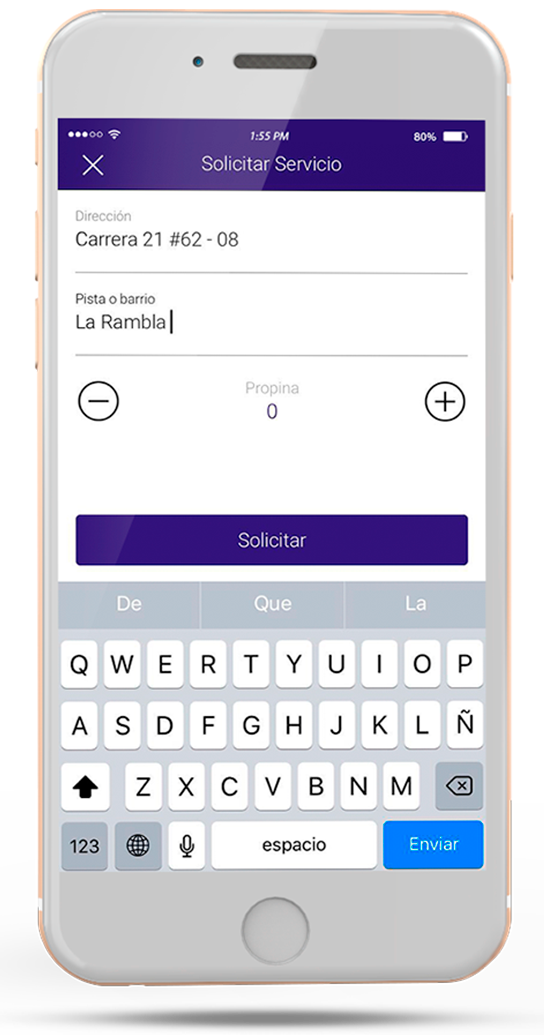 1:55 PM 80%
Solicitar Servicio
Dirección
Carrera 21 #62 - 08
Pista o barrio
La Rambla
Propina
0
Solicitar
De Que La
Q W E R T Y U I O P
A S D F G H J K L Ñ
Z X C V B N M
123 espacio Enviar